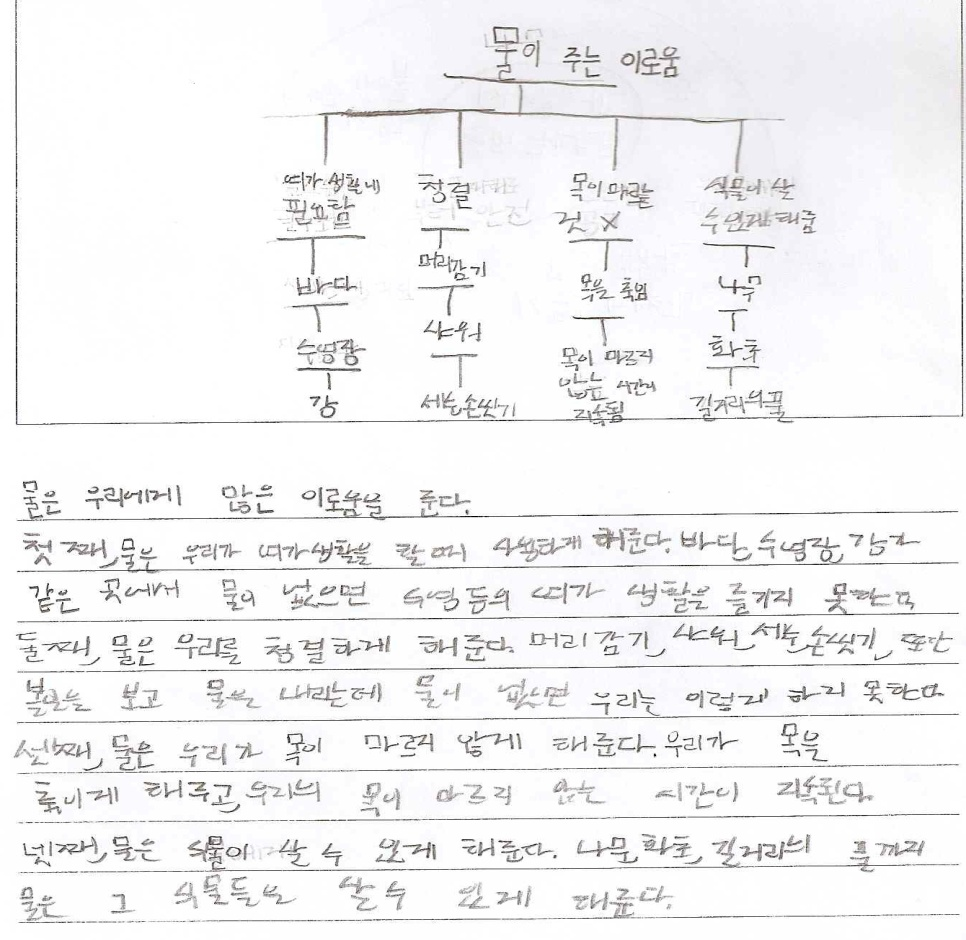 물이 주는 이로움
여가 생활에
필요함
바다
수영장
강
청결
머리감기
샤워
세수, 손씻기
목이 마르는
것 X
목을 축임
목이 마르지
않는 시간이
지속됨
식물이 살
수 있게 해줌
나무
화초
길거리의 풀
물은 우리에게 많은 이로움을 준다.
첫째, 물은 우리가 여가 생활을 할 때 사용하게 해준다. 바다, 수영장, 강과
같은 곳에서 물이 없으면 수영 등의 여가 생활을 즐기지 못한다.
둘째, 물은 우리를 청결하게 해준다. 머리감기, 샤워, 세수, 손씻기, 또한
볼일을 보고 물을 내리는데 물이 없으면 우리는 이렇게 하지 못한다.
셋째, 물은 우리가 목이 마르지 않게 해준다. 우리가 목을
축이게 해주고, 우리의 목이 마르지 않는 시간이 지속된다.
넷째, 물은 식물이 살 수 있게 해준다. 나무, 화초, 길거리의 풀까지
물은 그 식물들을 살 수 있게 해준다.